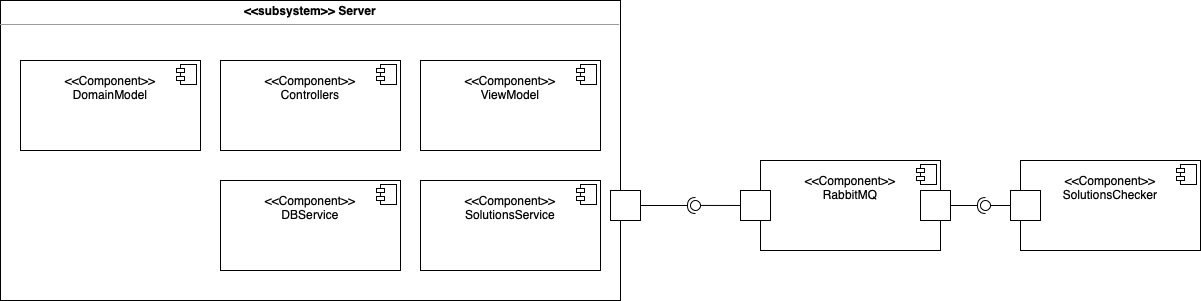 <<subsystem>> Server
<<Component>>
DomainModel
<<Component>>
Controllers
<<Component>>
ViewModel
<<Component>>
DBService
<<Component>>
SolutionsService
<<Component>>
RabbitMQ
<<Component>>
SolutionsChecker